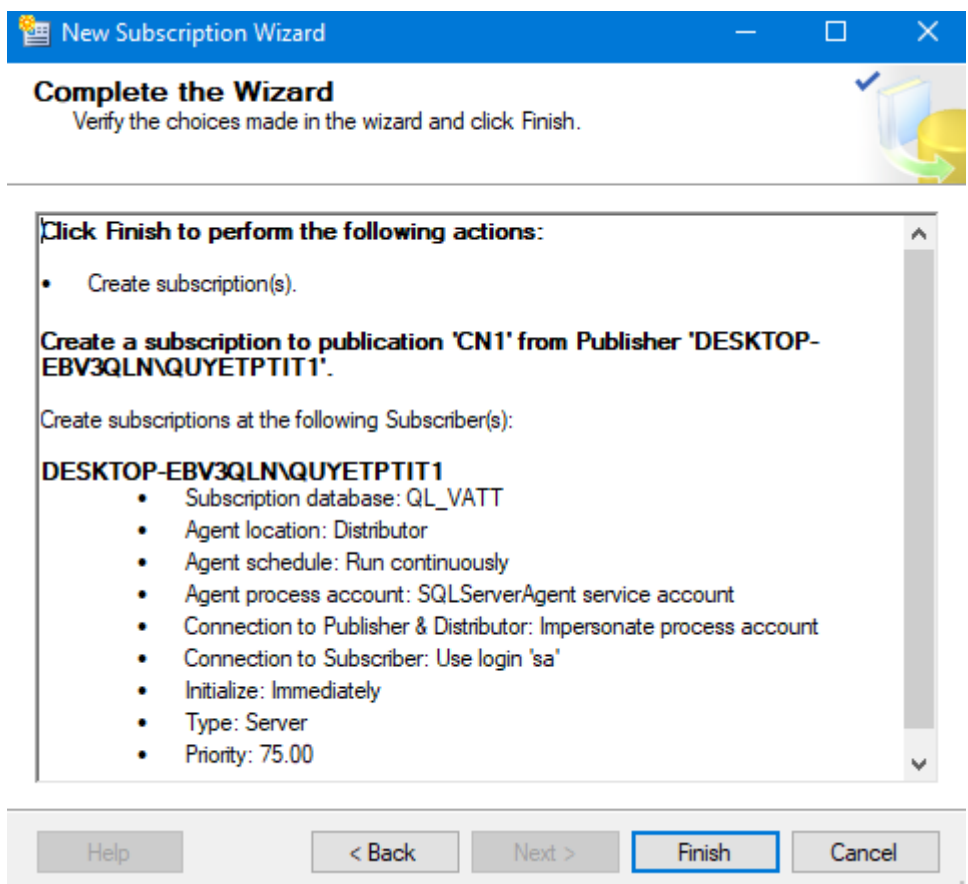 New Subscription Wizard
Complete the Wizard
Verify the choices made in the wizard and click Finish.
Click Finish to perform the following actions:
• Create subscription(s).
Create a subscription to publication 'CN1' from Publisher 'DESKTOP-
EBV3QLN\QUYETPTIT1'.
Create subscriptions at the following Subscriber(s):
DESKTOP-EBV3QLN\QUYETPTIT1
• Subscription database: QL_VATT
• Agent location: Distributor
• Agent schedule: Run continuously
• Agent process account: SQLServerAgent service account
• Connection to Publisher & Distributor: Impersonate process account
• Connection to Subscriber: Use login 'sa'
• Initialize: Immediately
• Type: Server
• Priority: 75.00
Help < Back Next > Finish Cancel